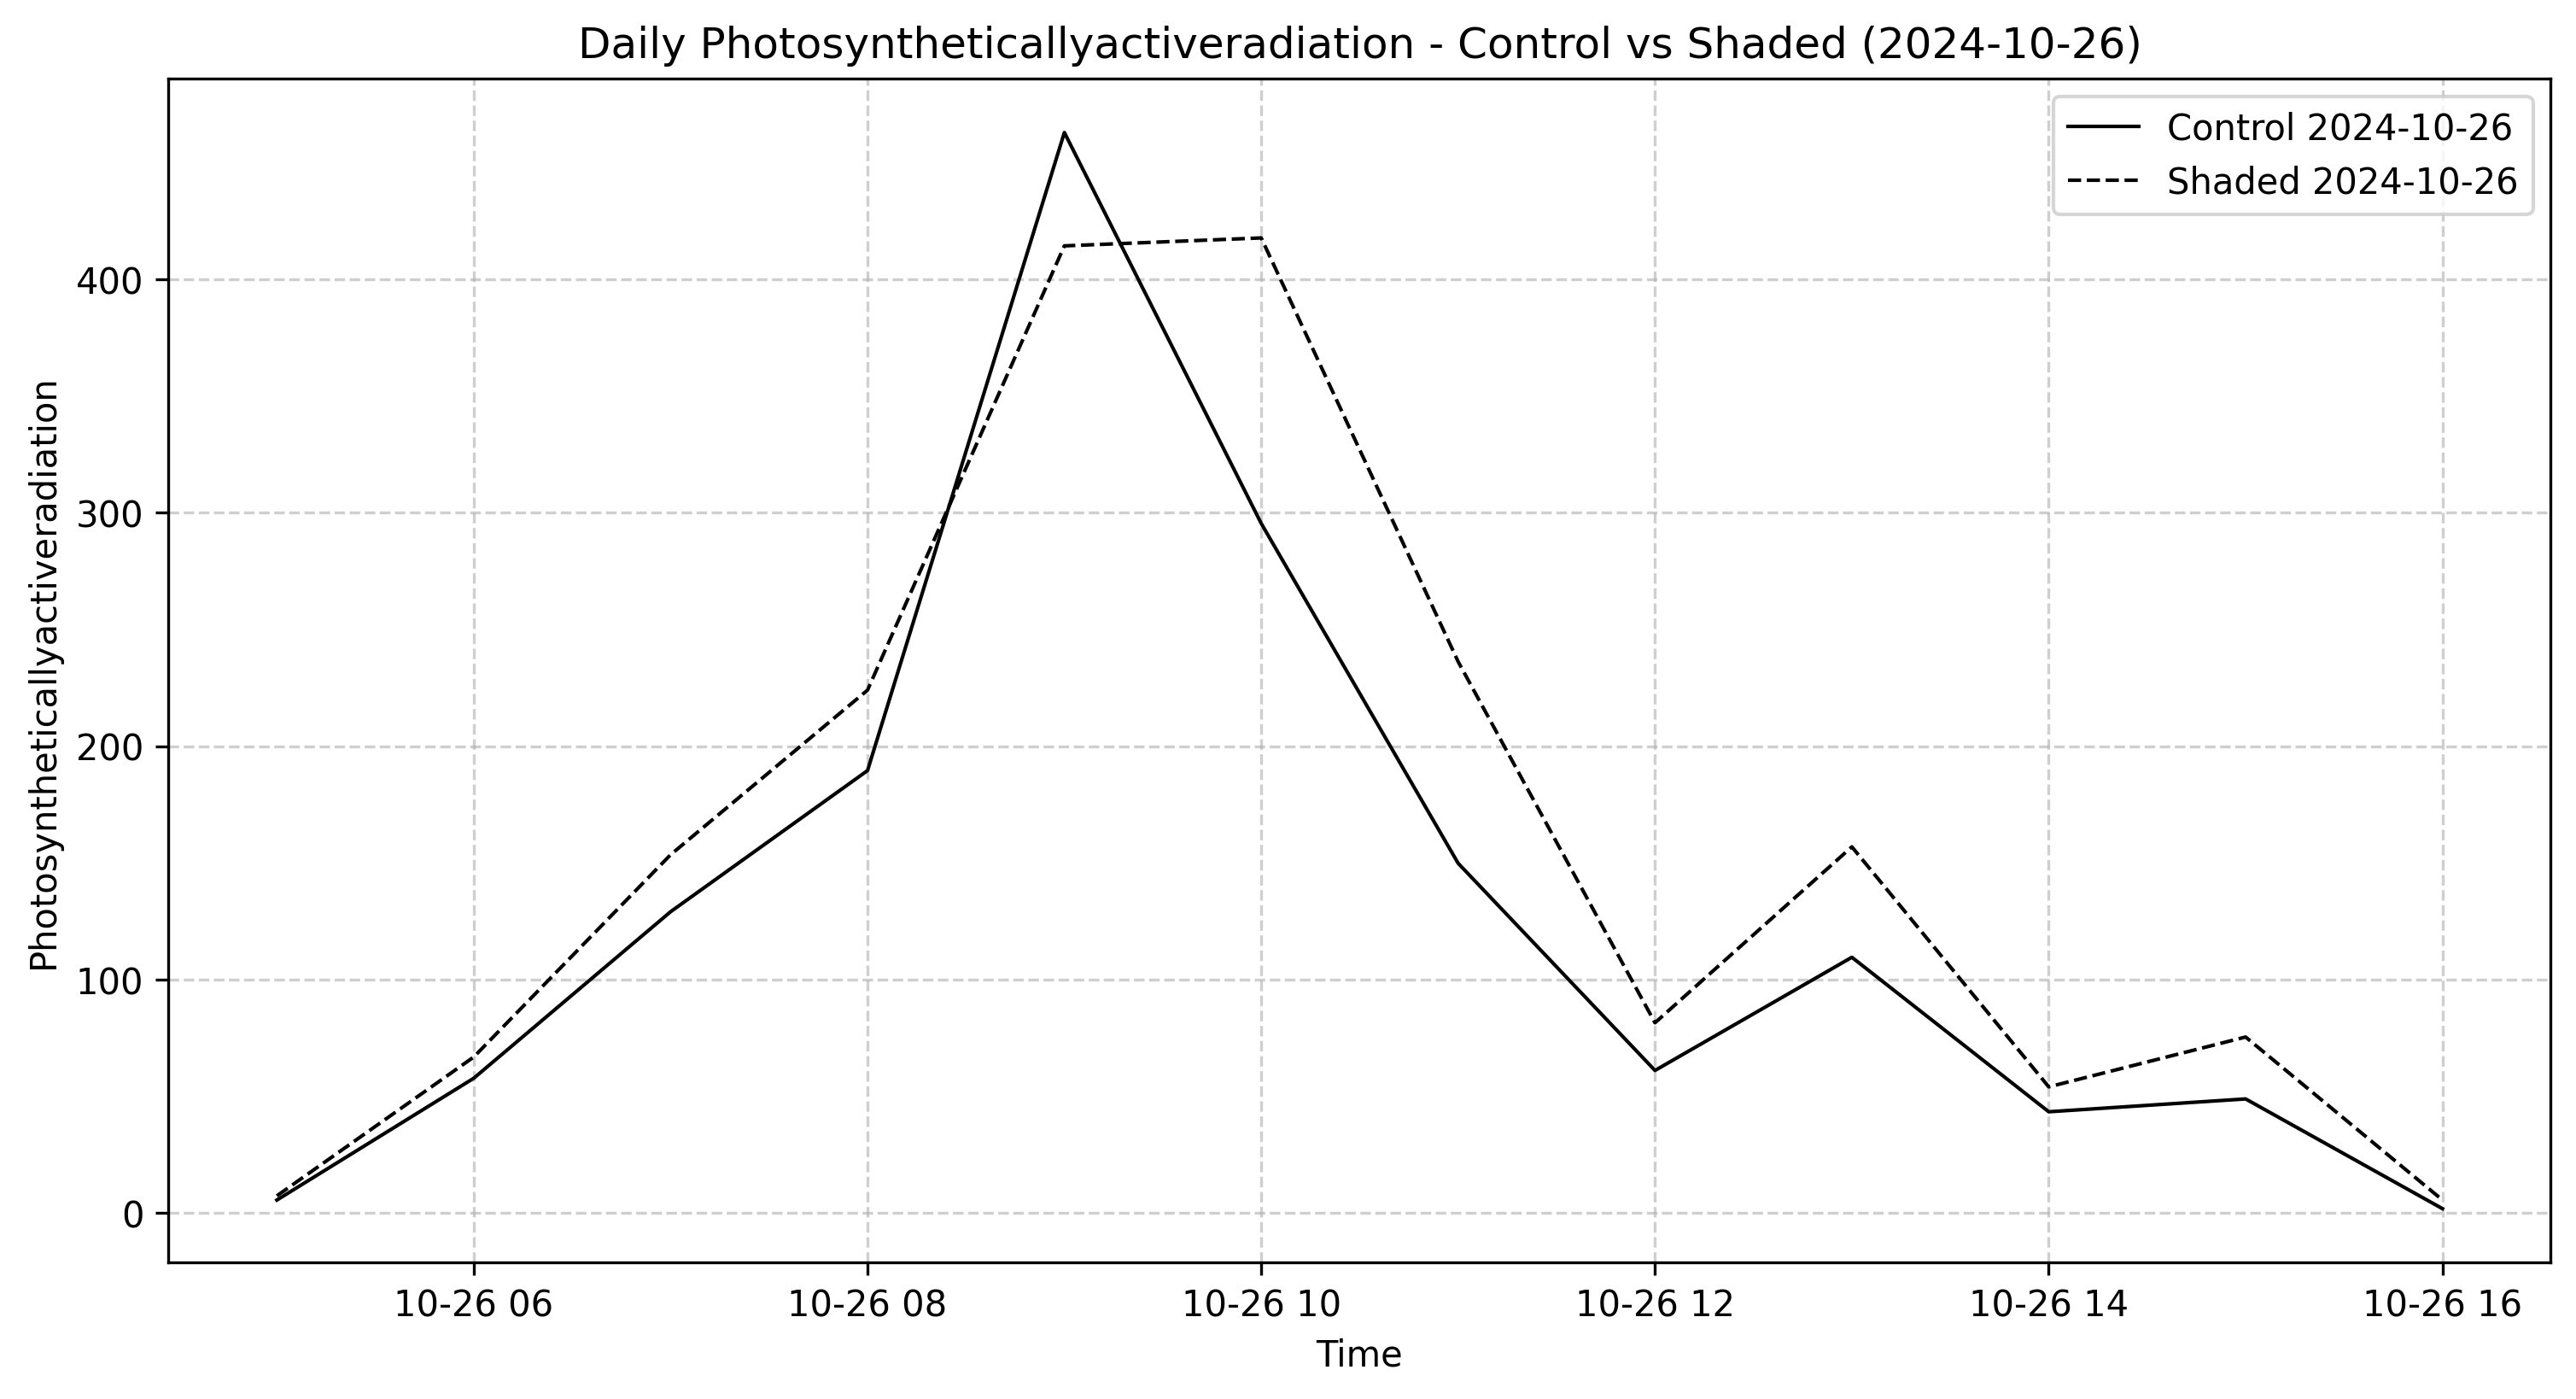 Daily Photosyntheticallyactiveradiation - Control vs Shaded (2024-10-26)
Control 2024-10-26
Shaded 2024-10-26
Photosyntheticallyactiveradiation
400
300
200
100
0
10-26 06
10-26 08
10-26 10
10-26 12
10-26 14
10-26 16
Time